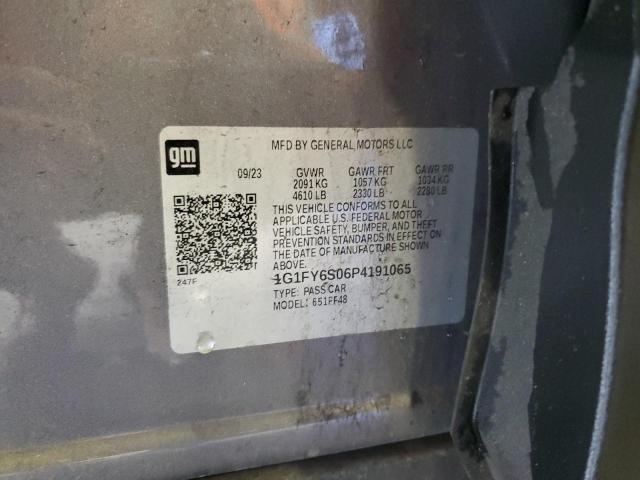 gm
MFD BY GENERAL MOTORS LLC
09/23 GVWR GAWR FRT GAWR RR
2091 KG 1057 KG 1034 KG
4610 LB 2330 LB 2280 LB
THIS VEHICLE CONFORMS TO ALL
APPLICABLE U.S. FEDERAL MOTOR
VEHICLE SAFETY, BUMPER, AND THEFT
PREVENTION STANDARDS IN EFFECT ON
THE DATE OF MANUFACTURE SHOWN
ABOVE.
1G1FY6S06P4191065
TYPE: PASS CAR
MODEL: 651FF48